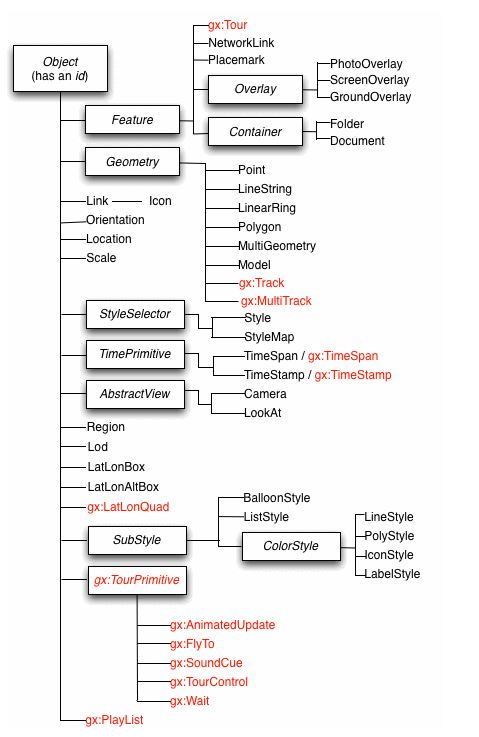 Object
(has an id)
gx:Tour
NetworkLink
Placemark
Overlay
PhotoOverlay
ScreenOverlay
GroundOverlay
Feature
Container
Folder
Document
Geometry
Point
LineString
LinearRing
Polygon
MultiGeometry
Model
gx:Track
gx:MultiTrack
Link
Icon
Orientation
Location
Scale
StyleSelector
Style
StyleMap
TimePrimitive
TimeSpan / gx:TimeSpan
TimeStamp / gx:TimeStamp
AbstractView
Camera
LookAt
Region
Lod
LatLonBox
LatLonAltBox
gx:LatLonQuad
SubStyle
BalloonStyle
ListStyle
ColorStyle
LineStyle
PolyStyle
IconStyle
LabelStyle
gx:TourPrimitive
gx:AnimatedUpdate
gx:FlyTo
gx:SoundCue
gx:TourControl
gx:Wait
gx:PlayList